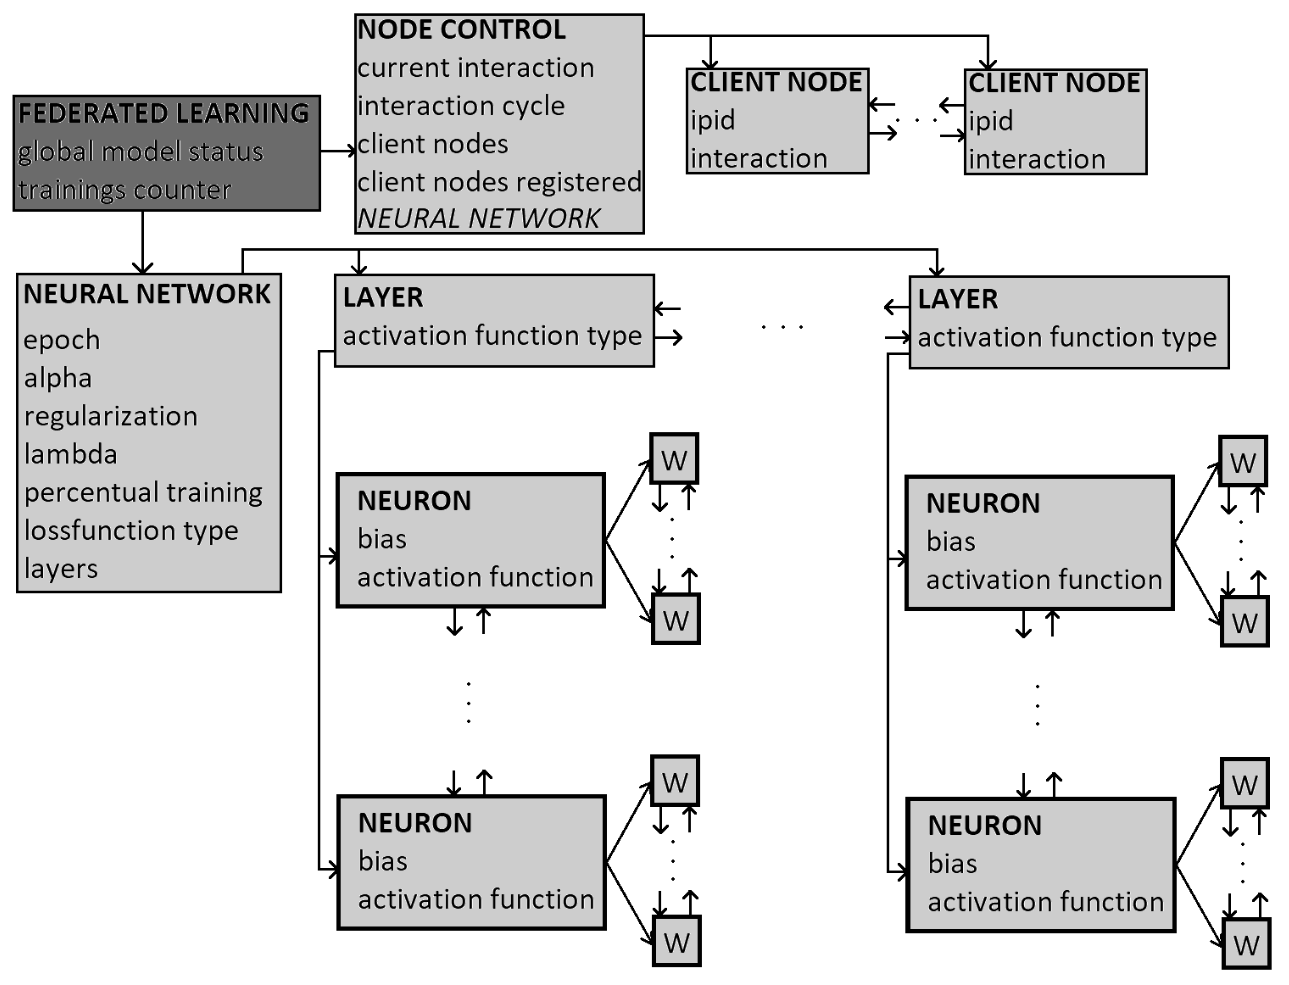 NODE CONTROL
current interaction
interaction cycle
client nodes
client nodes registered
NEURAL NETWORK
CLIENT NODE
ipid
interaction
. . .
CLIENT NODE
ipid
interaction
FEDERATED LEARNING
global model status
trainings counter
NEURAL NETWORK
epoch
alpha
regularization
lambda
percentual training
lossfunction type
layers
LAYER
activation function type
. . .
LAYER
activation function type
NEURON
bias
activation function
W
W
NEURON
bias
activation function
W
W
NEURON
bias
activation function
W
W
NEURON
bias
activation function
W
W